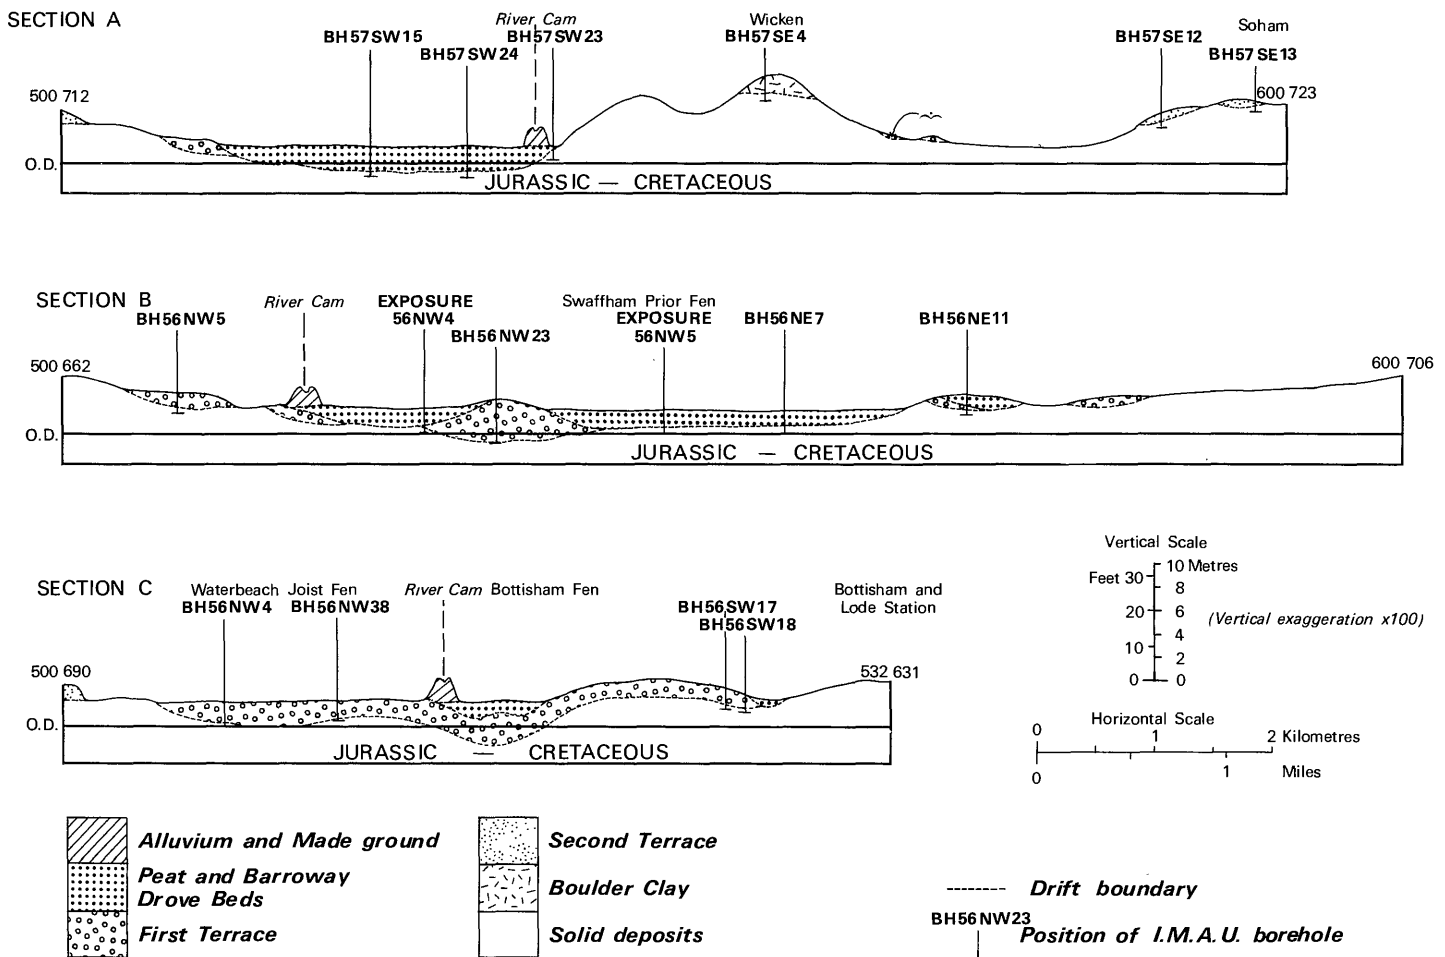 SECTION A
River Cam
Wicken
Soham
BH57SW15
BH57SW24
BH57SW23
BH57SE4
BH57SE12
BH57SE13
500 712
600 723
O.D.
JURASSIC — CRETACEOUS
SECTION B
River Cam
EXPOSURE
56NW4
Swaffham Prior Fen
EXPOSURE
56NW5
BH56NW5
BH56NW23
BH56NE7
BH56NE11
500 662
600 706
O.D.
JURASSIC — CRETACEOUS
SECTION C
Waterbeach Joist Fen
BH56NW4 BH56NW38
River Cam Bottisham Fen
BH56SW17
BH56SW18
Bottisham and
Lode Station
500 690
532 631
O.D.
JURASSIC — CRETACEOUS
Vertical Scale
Feet 30
20
10
0
10 Metres
8
6
4
2
0
(Vertical exaggeration x100)
Horizontal Scale
0 1 2 Kilometres
0 1 Miles
Alluvium and Made ground
Peat and Barroway
Drove Beds
First Terrace
Second Terrace
Boulder Clay
Solid deposits
Drift boundary
BH56NW23
Position of I.M.A.U. borehole